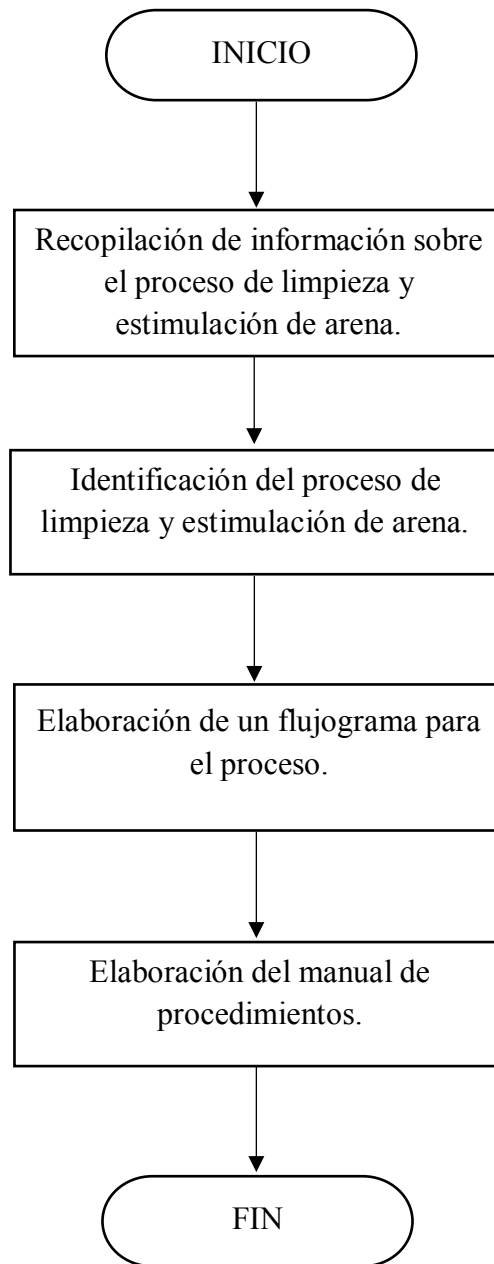 INICIO
Recopilación de información sobre
el proceso de limpieza y
estimulación de arena.
Identificación del proceso de
limpieza y estimulación de arena.
Elaboración de un flujograma para
el proceso.
Elaboración del manual de
procedimientos.
FIN